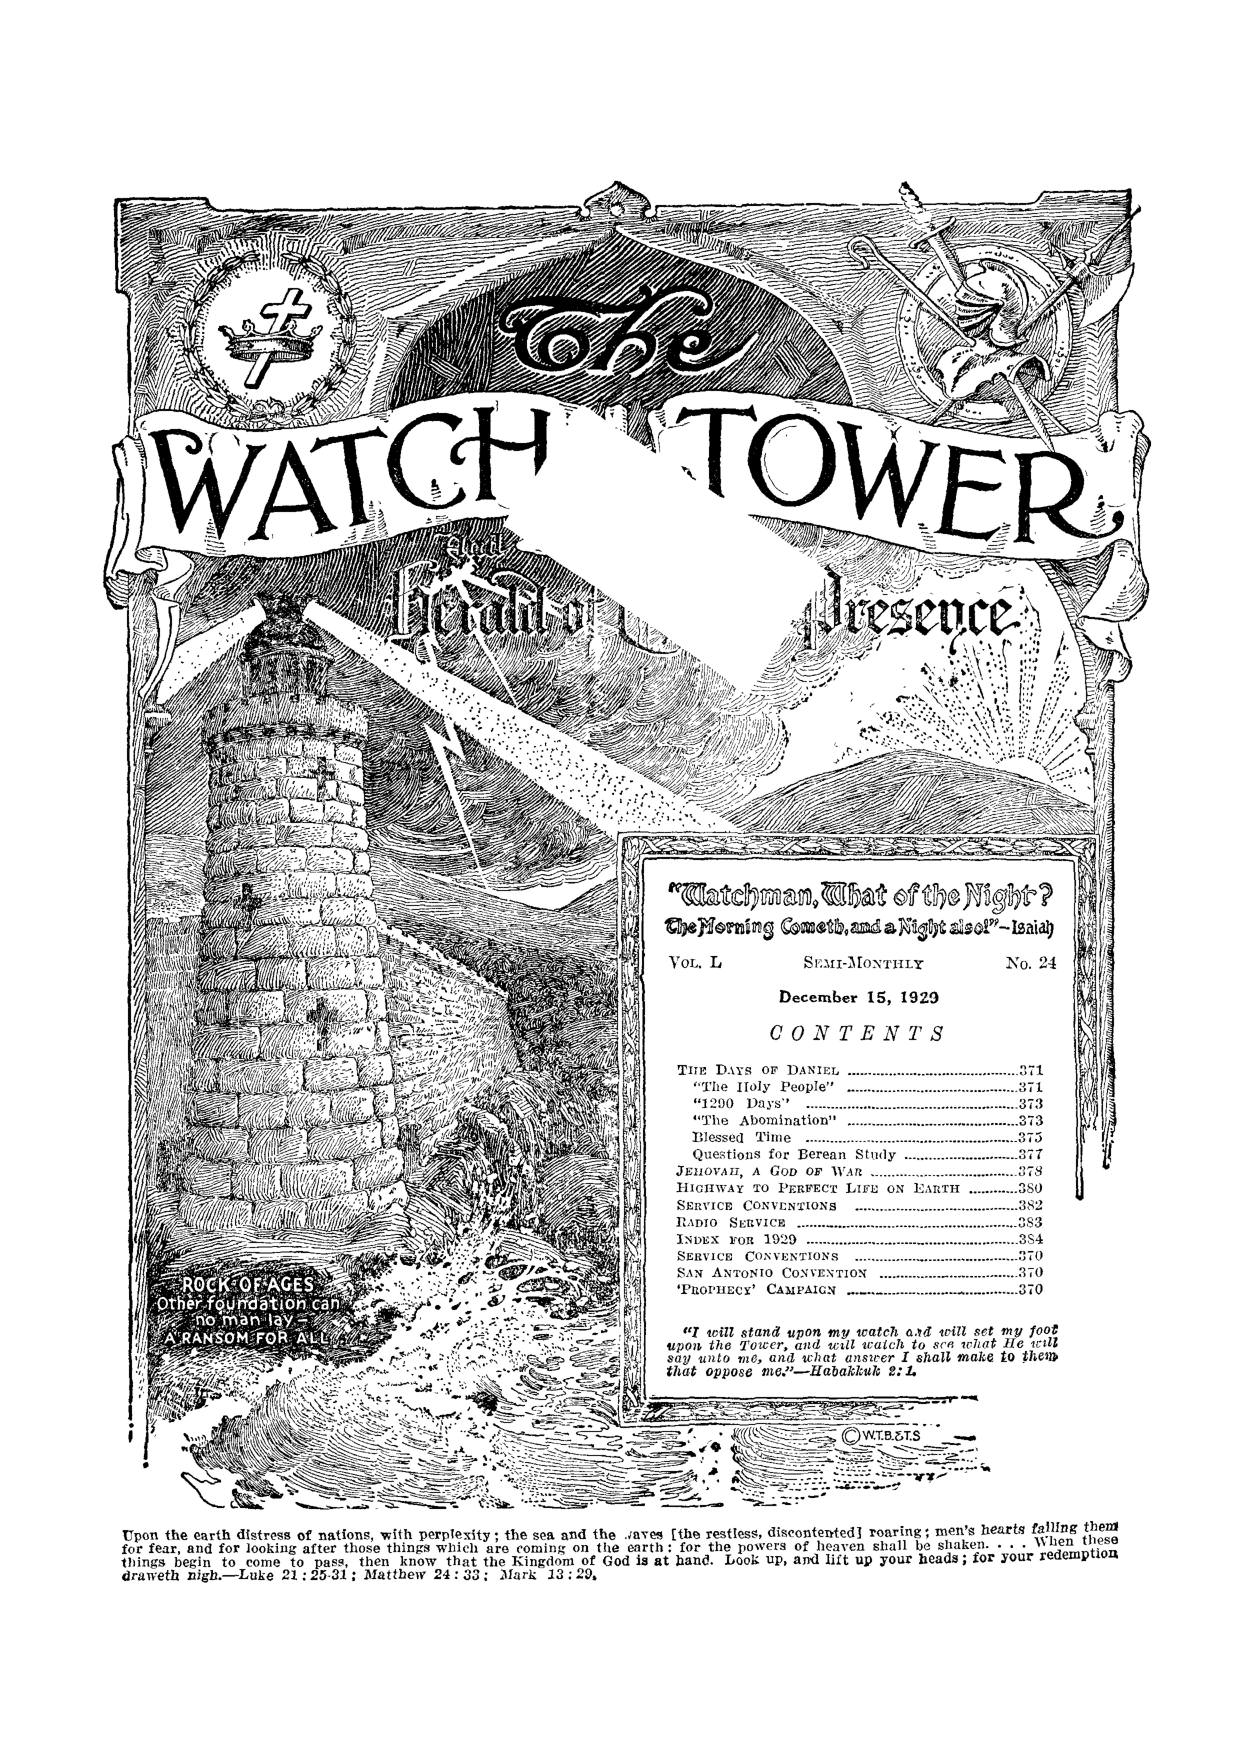 The
WATCH TOWER
And
Herald of Presence
"Watchman, What of the Night?
The Morning Cometh, and a Night also!"—Isaiah
VOL. L SEMI-MONTHLY No. 24
December 15, 1929
CONTENTS
THE DAYS OF DANIEL 371
"The Holy People" 371
"1290 Days" 373
"The Abomination" 373
Blessed Time 375
Questions for Berean Study 377
JEHOVAH, A GOD OF WAR 378
HIGHWAY TO PERFECT LIFE ON EARTH 380
SERVICE CONVENTIONS 382
RADIO SERVICE 383
INDEX FOR 1929 384
SERVICE CONVENTIONS 370
SAN ANTONIO CONVENTION 370
'PROPHECY' CAMPAIGN 370
"I will stand upon my watch and will set my foot
upon the Tower, and will watch to see what He will
say unto me, and what answer I shall make to them
that oppose me."—Habakkuk 2:1.
ROCK OF AGES
Other foundation can
no man lay—
A RANSOM FOR ALL
©W.T.B.&T.S
Upon the earth distress of nations, with perplexity; the sea and the waves [the restless, discontented] roaring; men's hearts failing them
for fear, and for looking after those things which are coming on the earth: for the powers of heaven shall be shaken. . . . When these
things begin to come to pass, then know that the Kingdom of God is at hand. Look up, and lift up your heads; for your redemption
draweth nigh.—Luke 21:25-31; Matthew 24:33; Mark 13:29.